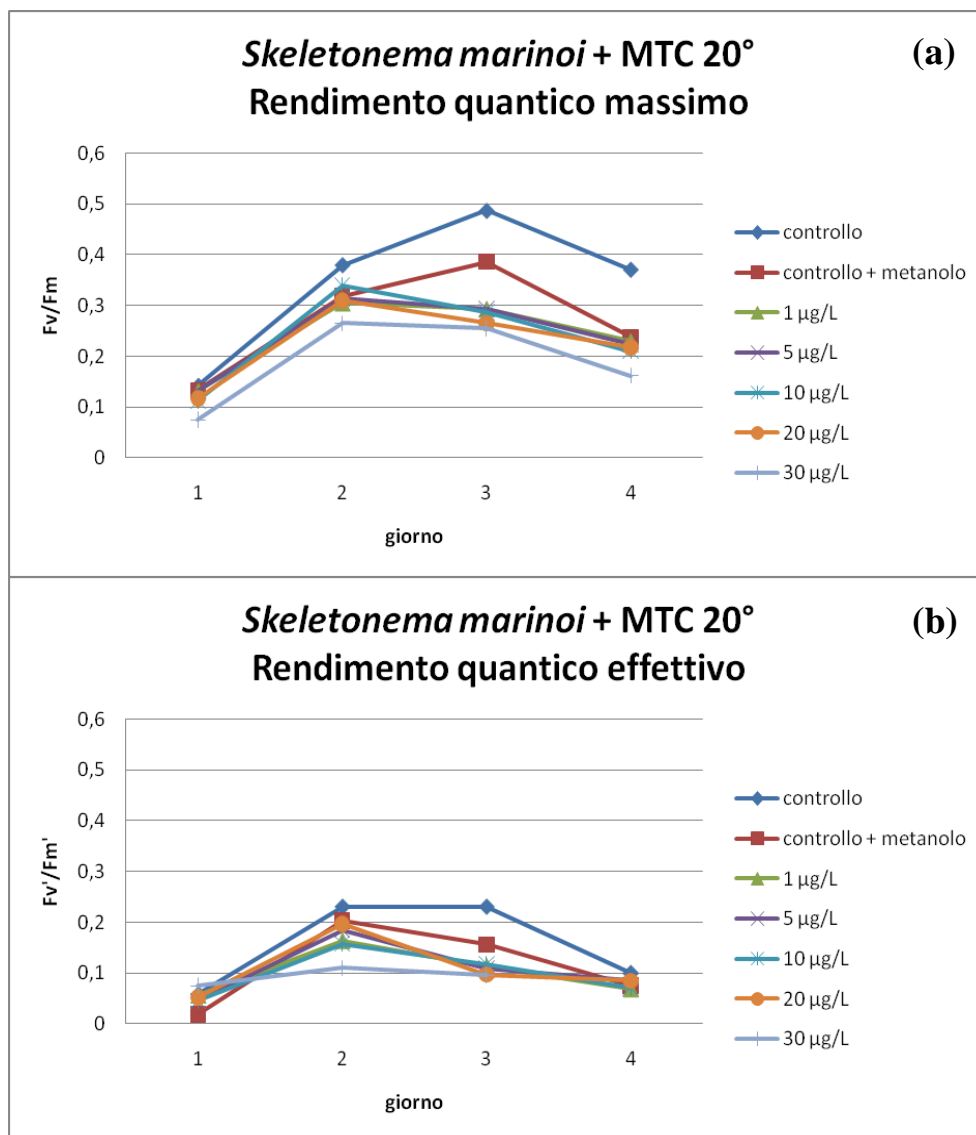 Skeletonema marinoi + MTC 20°
(a)
Rendimento quantico massimo
Fv/Fm
0,6
0,5
0,4
0,3
0,2
0,1
0
1 2 3 4
giorno
controllo
controllo + metanolo
1 µg/L
5 µg/L
10 µg/L
20 µg/L
30 µg/L
Skeletonema marinoi + MTC 20°
(b)
Rendimento quantico effettivo
Fv'/Fm'
0,6
0,5
0,4
0,3
0,2
0,1
0
1 2 3 4
giorno
controllo
controllo + metanolo
1 µg/L
5 µg/L
10 µg/L
20 µg/L
30 µg/L